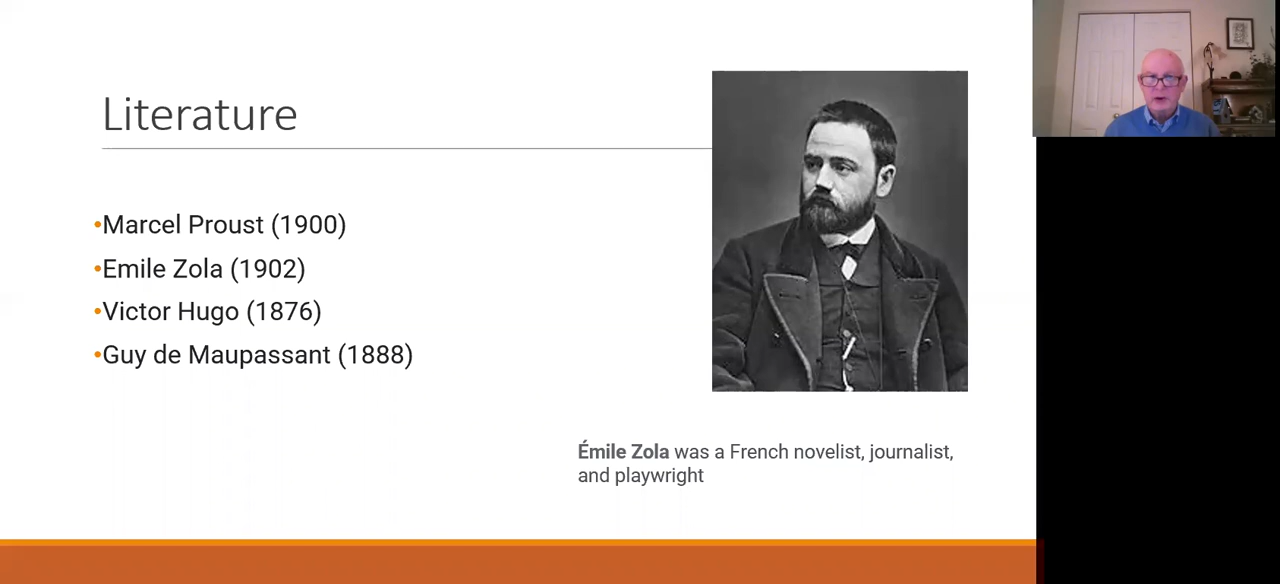 Literature
•Marcel Proust (1900)
•Emile Zola (1902)
•Victor Hugo (1876)
•Guy de Maupassant (1888)
Émile Zola was a French novelist, journalist,
and playwright